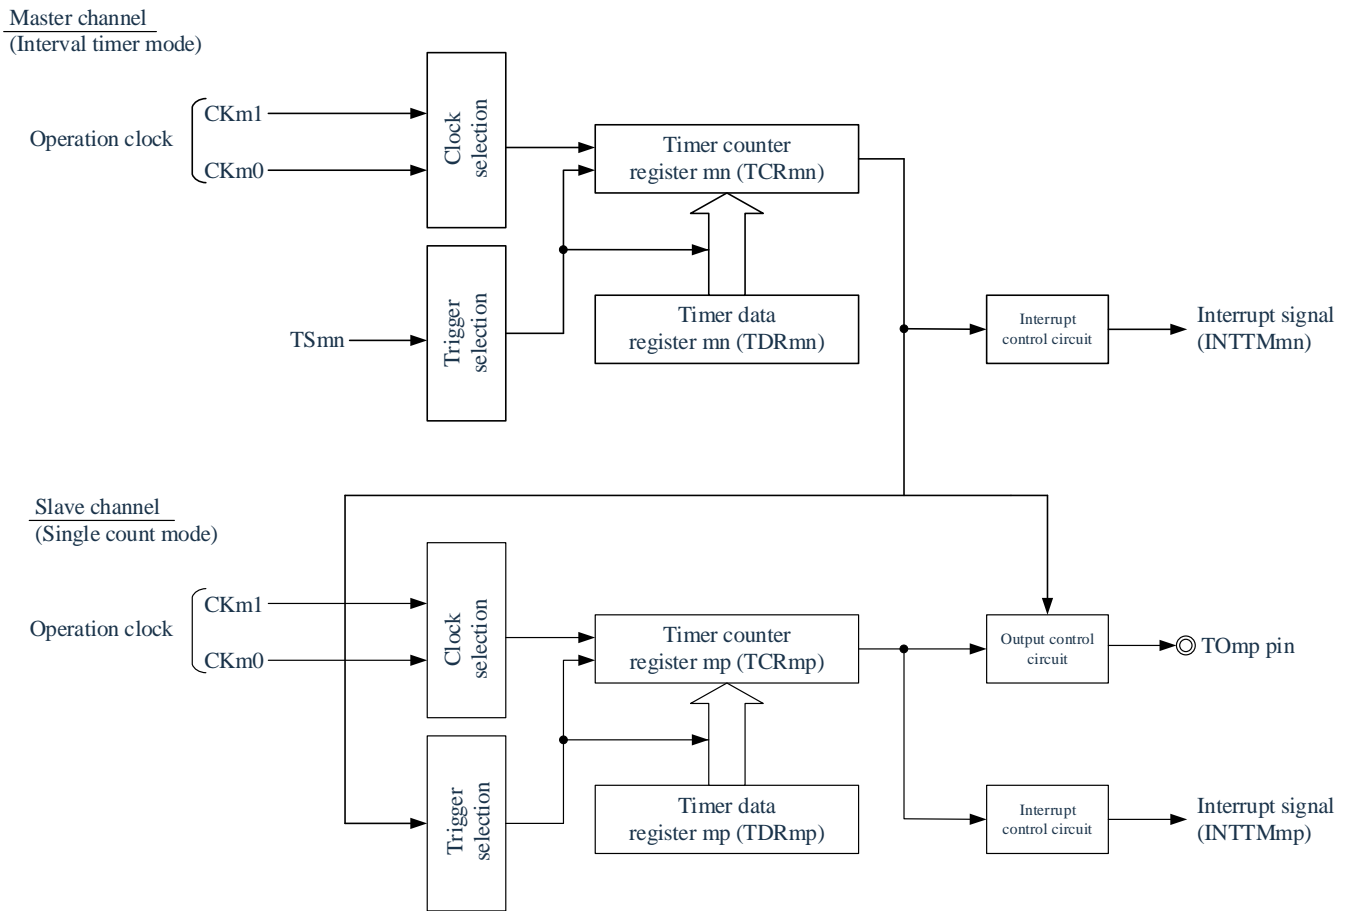 Master channel
(Interval timer mode)
Operation clock
CKm1
CKm0
Clock
selection
Timer counter
register mn (TCRmn)
TSmn
Trigger
selection
Timer data
register mn (TDRmn)
Interrupt
control circuit
Interrupt signal
(INTTMmn)
Slave channel
(Single count mode)
Operation clock
CKm1
CKm0
Clock
selection
Timer counter
register mp (TCRmp)
Output control
circuit
TOmp pin
Trigger
selection
Timer data
register mp (TDRmp)
Interrupt
control circuit
Interrupt signal
(INTTMmp)